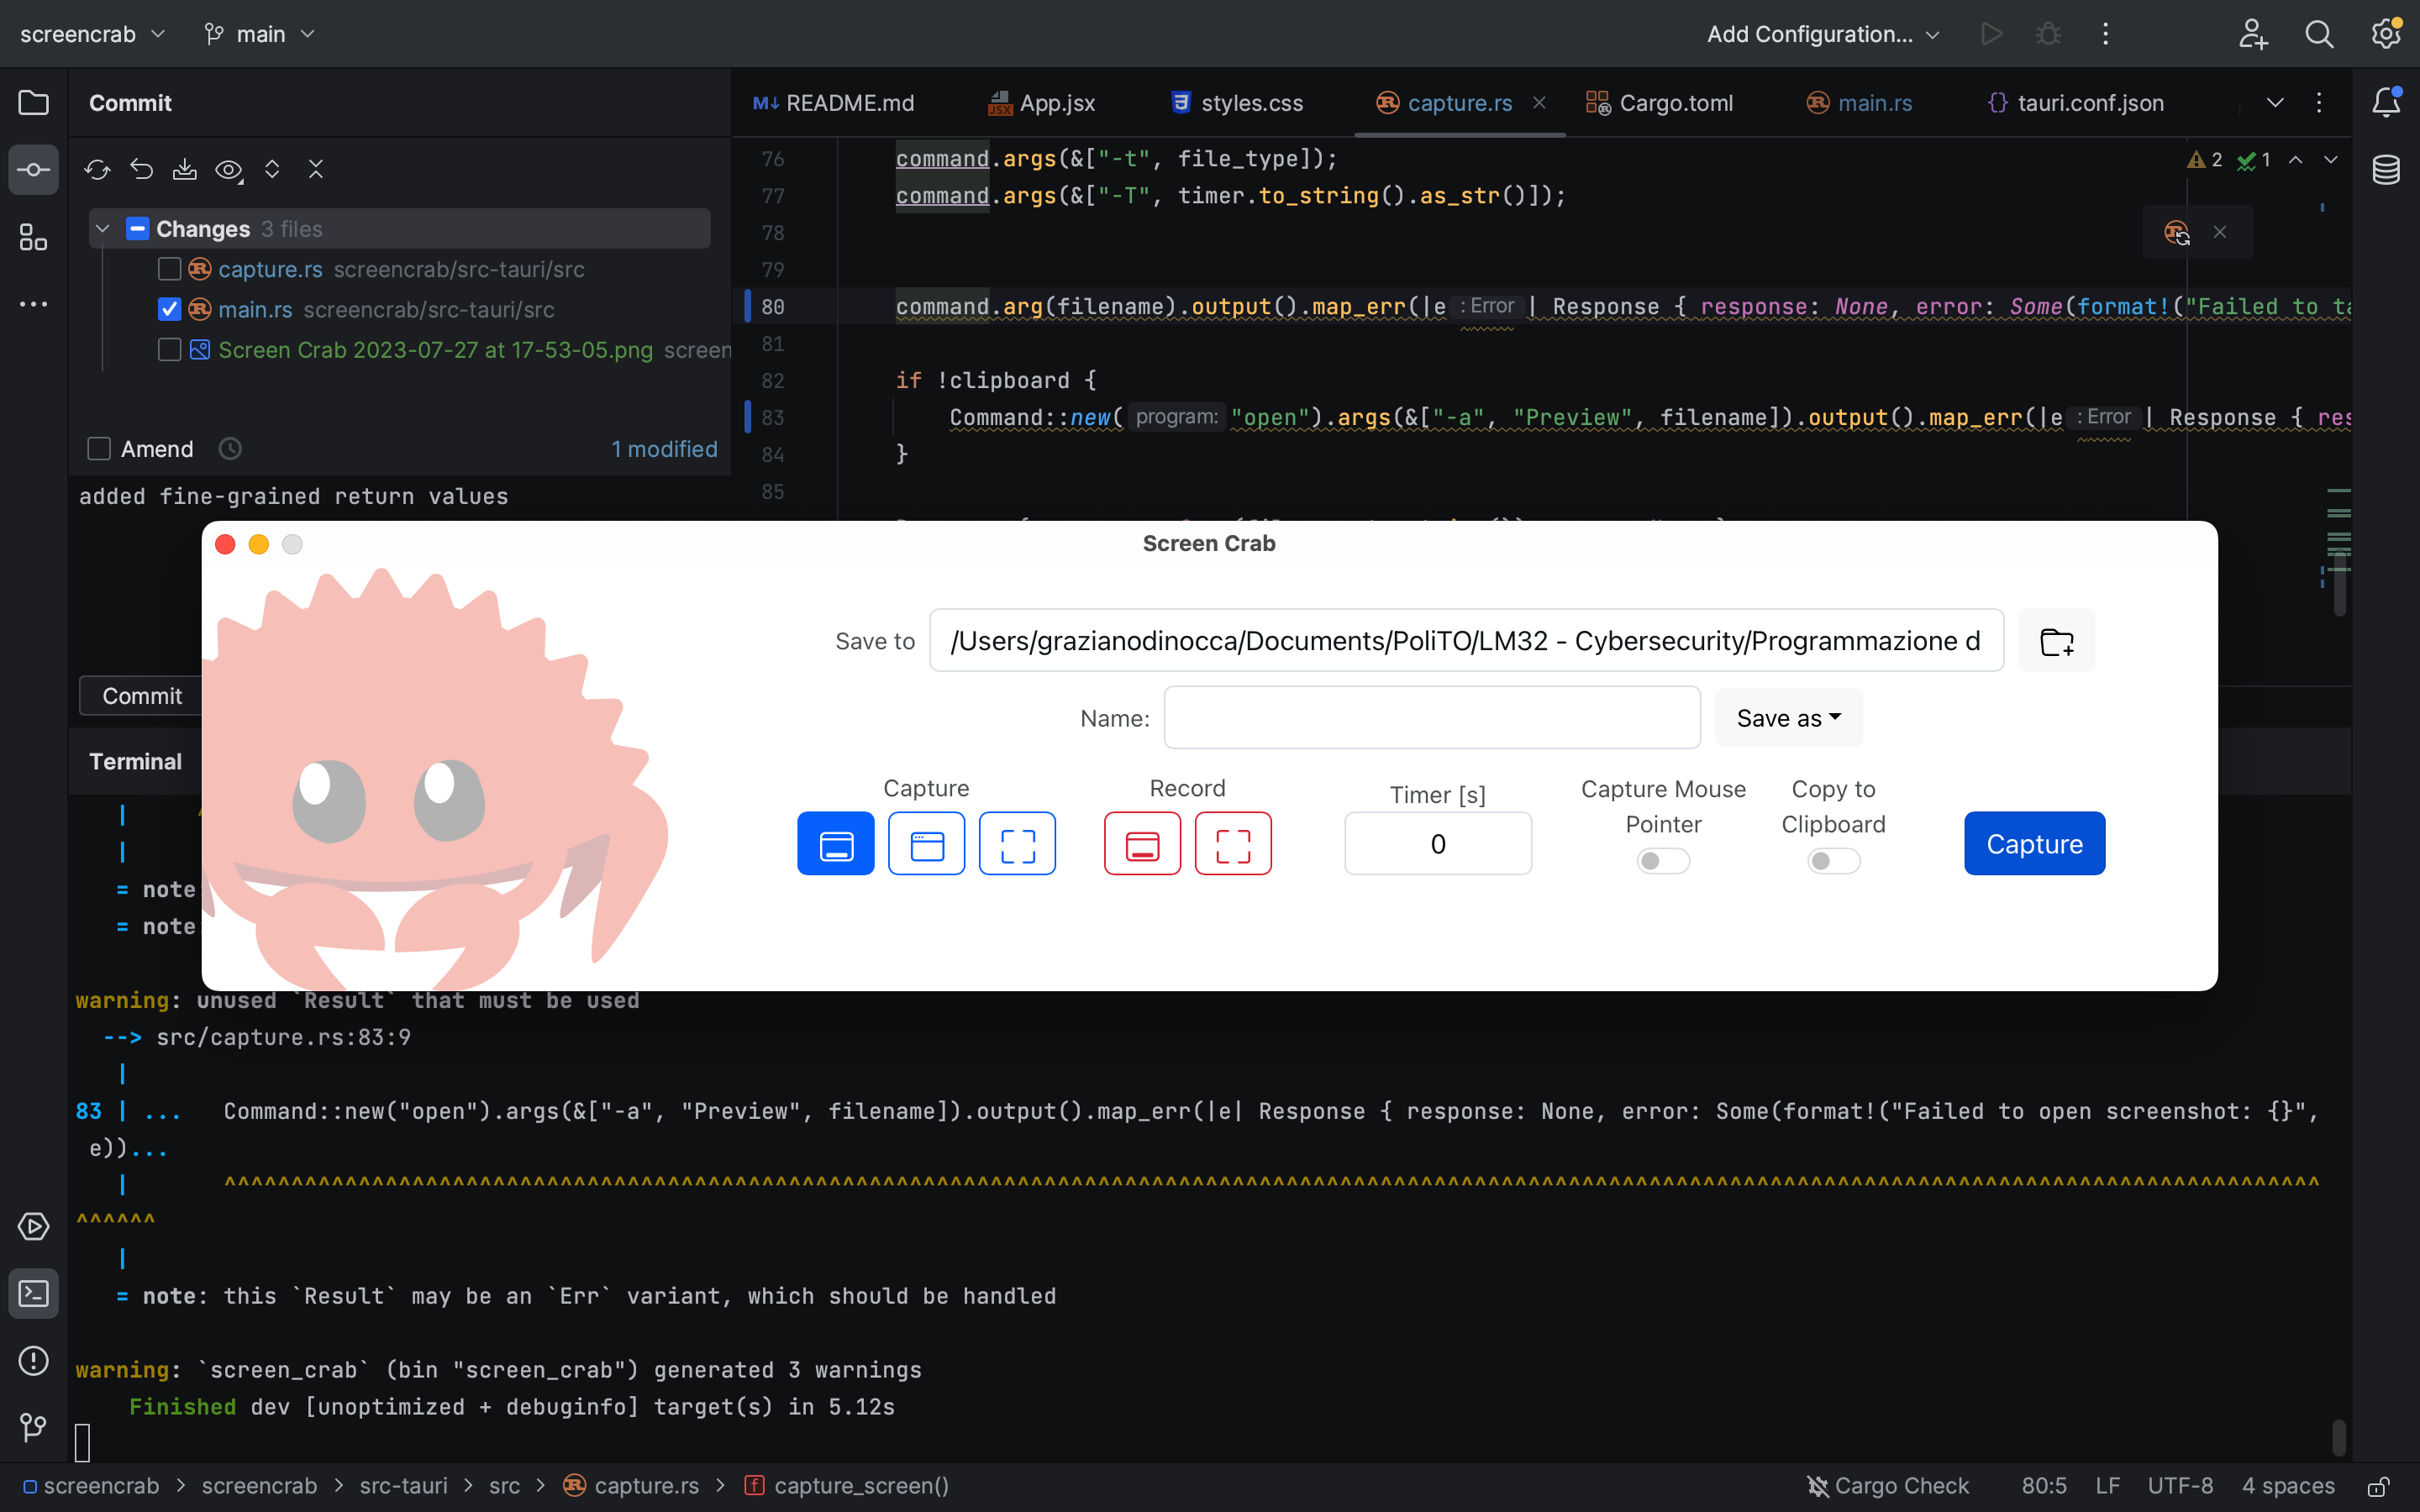 screencrab main Add Configuration...
Commit
README.md App.jsx styles.css capture.rs Cargo.toml main.rs tauri.conf.json
Changes 3 files
capture.rs screencrab/src-tauri/src
main.rs screencrab/src-tauri/src
Screen Crab 2023-07-27 at 17-53-05.png screen
Amend 1 modified
added fine-grained return values
Commit
76 command.args(&["-t", file_type]);
77 command.args(&["-T", timer.to_string().as_str()]);
78
79
80 command.arg(filename).output().map_err(|e : Error | Response { response: None, error: Some(format!("Failed to ta
81
82 if !clipboard {
83 Command::new( program: "open").args(&["-a", "Preview", filename]).output().map_err(|e : Error | Response { res
84 }
85
2 1
Screen Crab
Save to /Users/grazianodinocca/Documents/PoliTO/LM32 - Cybersecurity/Programmazione d
Name: Save as
Capture Record Timer [s] Capture Mouse Pointer Copy to Clipboard
0 Capture
Terminal
|
|
= note
= note
warning: unused `Result` that must be used
--> src/capture.rs:83:9
|
83 | ... Command::new("open").args(&["-a", "Preview", filename]).output().map_err(|e| Response { response: None, error: Some(format!("Failed to open screenshot: {}",
e))...
|
|
= note: this `Result` may be an `Err` variant, which should be handled
warning: `screen_crab` (bin "screen_crab") generated 3 warnings
Finished dev [unoptimized + debuginfo] target(s) in 5.12s
screencrab > screencrab > src-tauri > src > capture.rs > capture_screen() Cargo Check 80:5 LF UTF-8 4 spaces